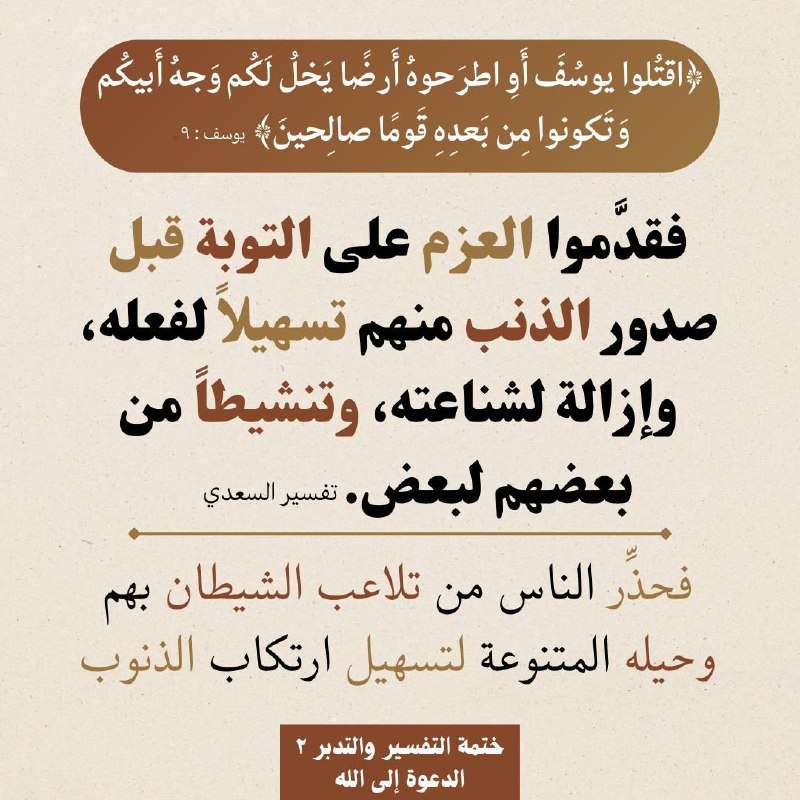 ﴿اقتُلوا يوسُفَ أَوِ اطرَحوهُ أَرضًا يَخلُ لَكُم وَجهُ أَبيكُم
وَتَكونوا مِن بَعدِهِ قَومًا صالِحينَ﴾ يوسف : ٩
فقدَّموا العزم على التوبة قبل
صدور الذنب منهم تسهيلاً لفعله،
وإزالة لشناعته، وتنشيطاً من
بعضهم لبعض. تفسير السعدي
فحذِّر الناس من تلاعب الشيطان بهم
وحيله المتنوعة لتسهيل ارتكاب الذنوب
ختمة التفسير والتدبر ٢
الدعوة إلى الله